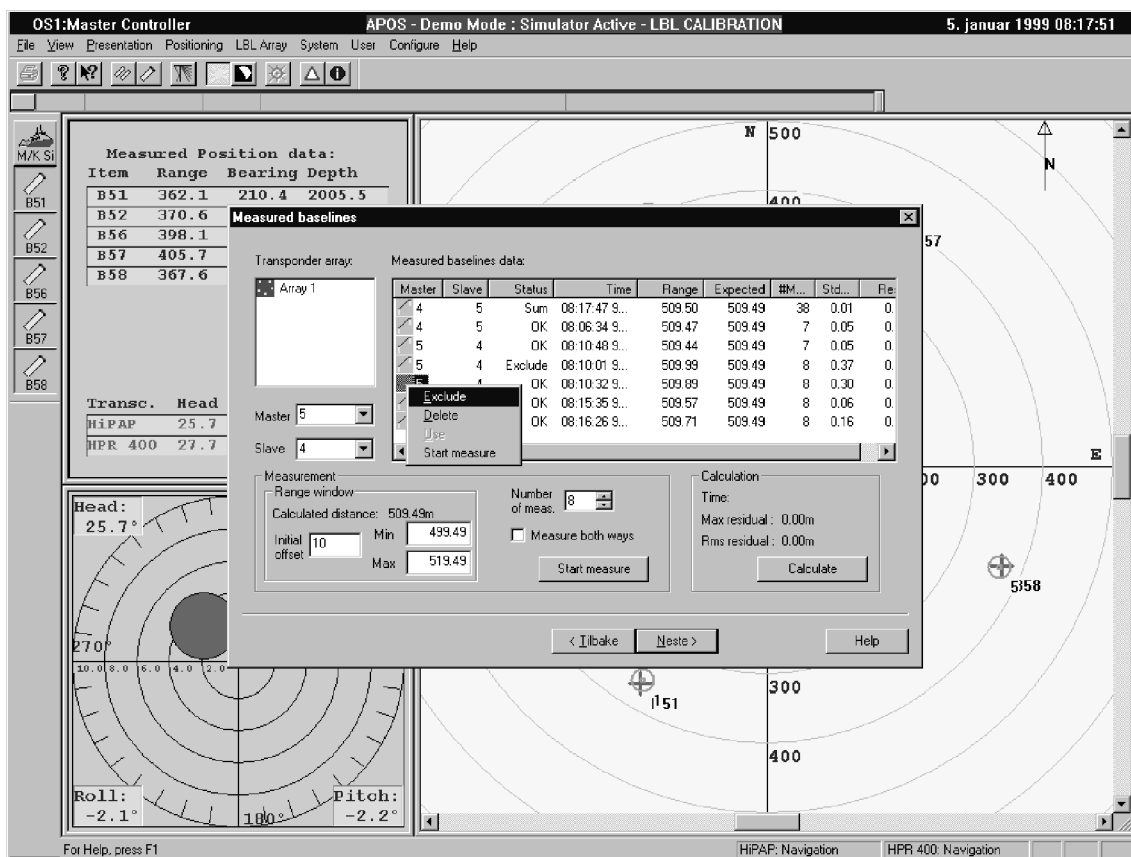 OS1:Master Controller APOS - Demo Mode : Simulator Active - LBL CALIBRATION 5. januar 1999 08:17:51
File View Presentation Positioning LBL Array System User Configure Help
M/K Si
B51
B52
B56
B57
B58
Measured Position data:
Item Range Bearing Depth
B51 362.1 210.4 2005.5
B52 370.6
B56 398.1
B57 405.7
B58 367.6
Transc. Head
HiPAP 25.7
HPR 400 27.7
Measured baselines
Transponder array:
Array 1
Master 5
Slave 4
Measured baselines data:
Master Slave Status Time Range Expected #M... Std... Re:
4 5 Sum 08:17:47 9... 509.50 509.49 38 0.01 0.
4 5 OK 08:06:34 9... 509.47 509.49 7 0.05 0.
5 4 OK 08:10:48 9... 509.44 509.49 7 0.05 0.
5 4 Exclude 08:10:01 9... 509.99 509.49 8 0.37 0.
5 4 OK 08:10:32 9... 509.89 509.49 8 0.30 0.
OK 08:15:35 9... 509.57 509.49 8 0.06 0.
OK 08:16:26 9... 509.71 509.49 8 0.16 0.
Exclude
Delete
Use
Start measure
Measurement
Range window
Calculated distance: 509.49m
Initial offset 10
Min 499.49
Max 519.49
Number of meas. 8
Measure both ways
Start measure
Calculation
Time:
Max residual : 0.00m
Rms residual : 0.00m
Calculate
< Tilbake Neste > Help
N 500
N
400
57
E
00 300 400
5358
151
300
400
Head:
25.7°
270°
10.0 8.0 6.0 4.0 2.0
Roll:
-2.1°
180°
Pitch:
-2.2°
For Help, press F1 HiPAP: Navigation HPR 400: Navigation